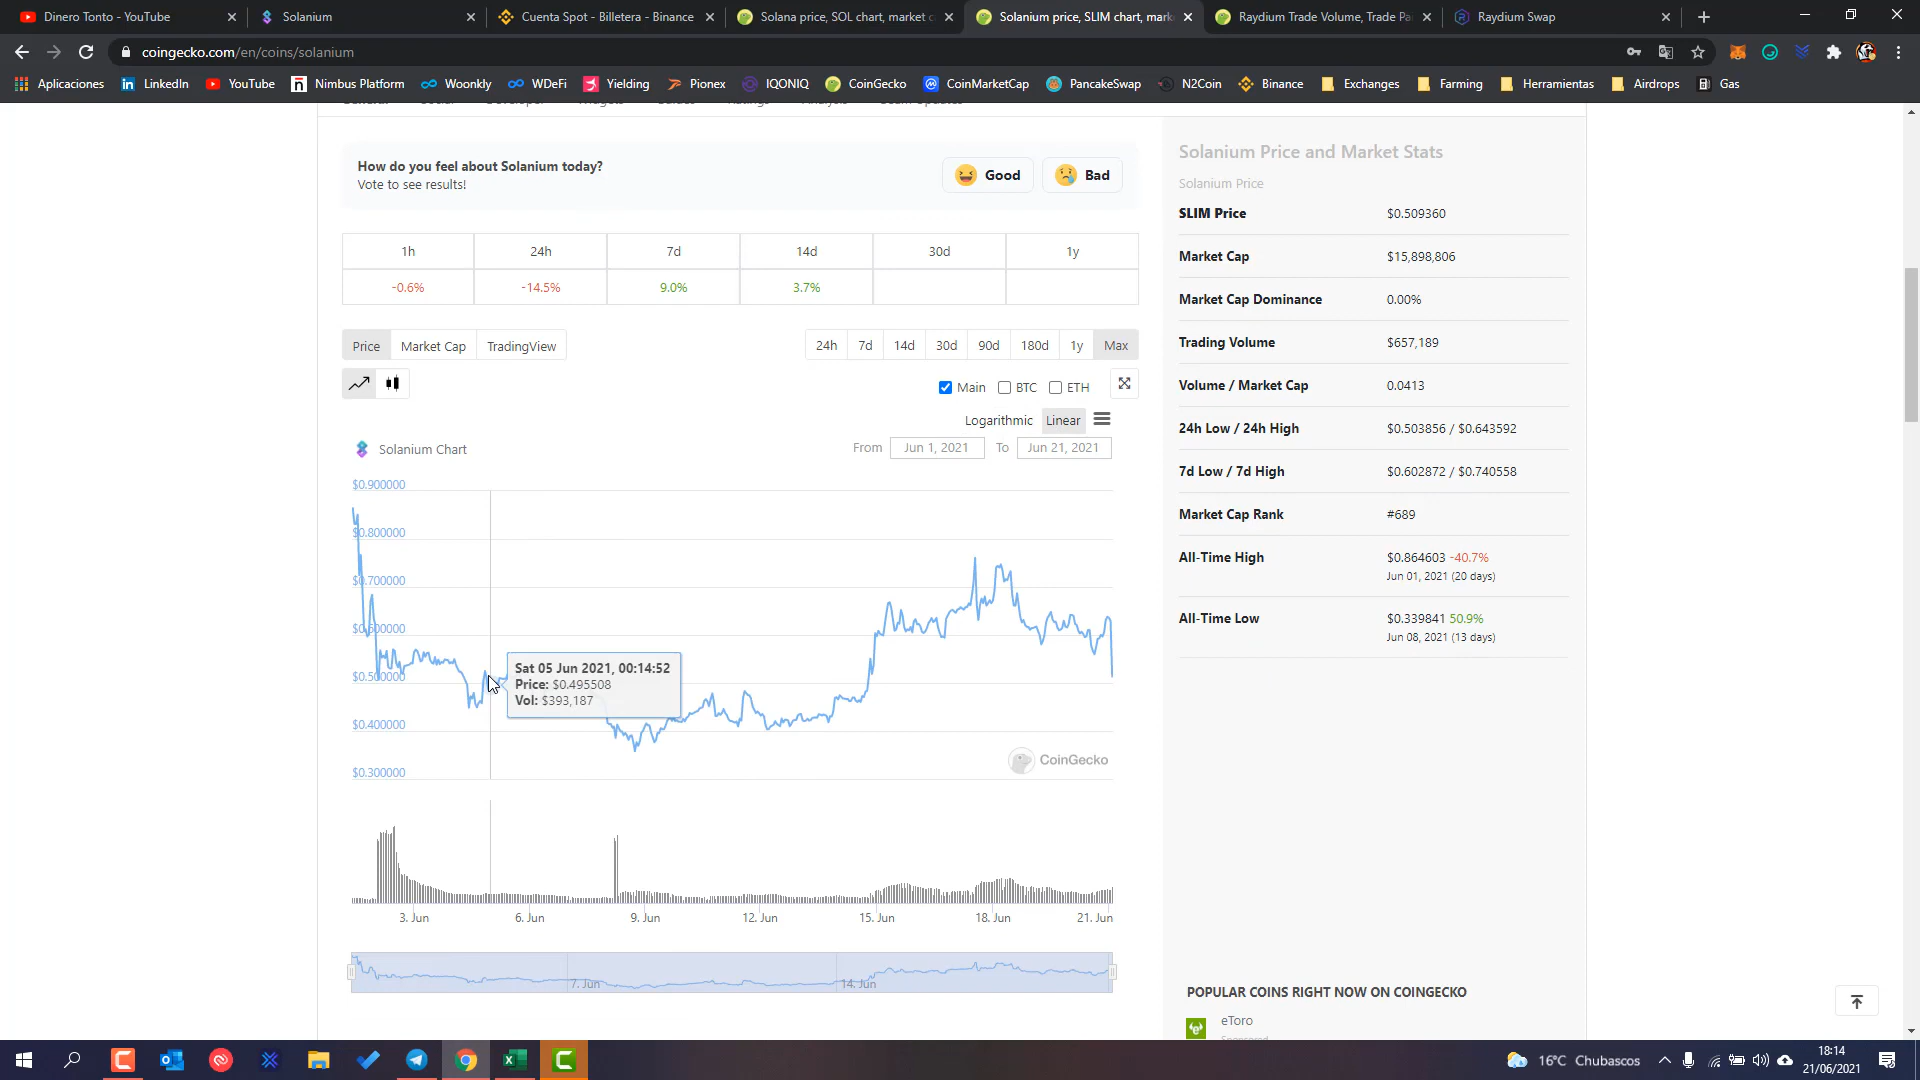 Dinero Tonto - YouTube
Solanium
Cuenta Spot - Billetera - Binance
Solana price, SOL chart, market c
Solanium price, SLIM chart, mark
Raydium Trade Volume, Trade Pa
Raydium Swap
coingecko.com/en/coins/solanium
Aplicaciones
LinkedIn
YouTube
Nimbus Platform
Woonkly
WDeFi
Yielding
Pionex
IQONIQ
CoinGecko
CoinMarketCap
PancakeSwap
N2Coin
Binance
Exchanges
Farming
Herramientas
Airdrops
Gas
How do you feel about Solanium today?
Vote to see results!
Good
Bad
1h 24h 7d 14d 30d 1y
-0.6% -14.5% 9.0% 3.7%
Price Market Cap TradingView
24h 7d 14d 30d 90d 180d 1y Max
Main BTC ETH
Logarithmic Linear
Solanium Chart
From Jun 1, 2021 To Jun 21, 2021
$0.900000
$0.800000
$0.700000
$0.600000
$0.500000
$0.400000
$0.300000
Sat 05 Jun 2021, 00:14:52
Price: $0.495508
Vol: $393,187
CoinGecko
3. Jun 6. Jun 9. Jun 12. Jun 15. Jun 18. Jun 21. Jun
7. Jun 14. Jun
Solanium Price and Market Stats
Solanium Price
SLIM Price $0.509360
Market Cap $15,898,806
Market Cap Dominance 0.00%
Trading Volume $657,189
Volume / Market Cap 0.0413
24h Low / 24h High $0.503856 / $0.643592
7d Low / 7d High $0.602872 / $0.740558
Market Cap Rank #689
All-Time High $0.864603 -40.7%
Jun 01, 2021 (20 days)
All-Time Low $0.339841 50.9%
Jun 08, 2021 (13 days)
POPULAR COINS RIGHT NOW ON COINGECKO
eToro
16°C Chubascos
18:14
21/06/2021